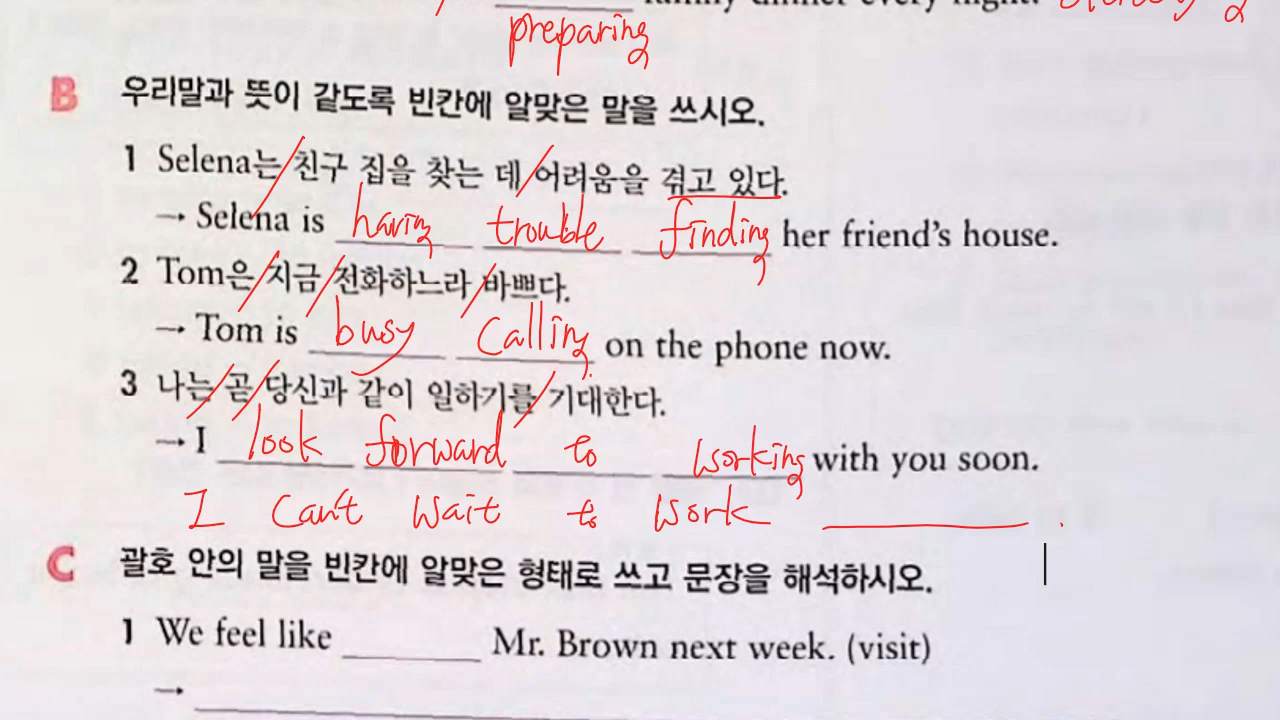 family dinner every night.
preparing
B 우리말과 뜻이 같도록 빈칸에 알맞은 말을 쓰시오.
1 Selena는 친구 집을 찾는 데 어려움을 겪고 있다.
→ Selena is having trouble finding her friend's house.
2 Tom은 지금 전화하느라 바쁘다.
→ Tom is busy calling on the phone now.
3 나는 곧 당신과 같이 일하기를 기대한다.
→ I look forward to working with you soon.
I can't wait to work
C 괄호 안의 말을 빈칸에 알맞은 형태로 쓰고 문장을 해석하시오.
1 We feel like Mr. Brown next week. (visit)
→